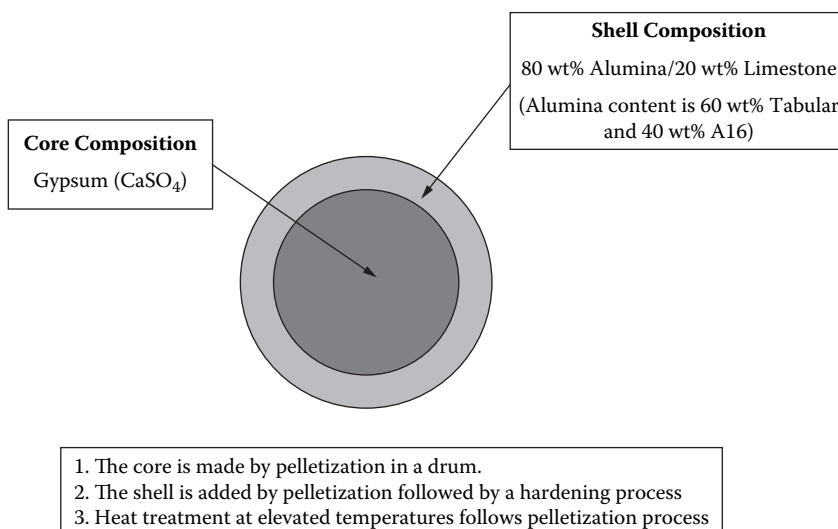 Shell Composition
80 wt% Alumina/20 wt% Limestone
(Alumina content is 60 wt% Tabular
and 40 wt% A16)
Core Composition
Gypsum (CaSO₄)
1. The core is made by pelletization in a drum.
2. The shell is added by pelletization followed by a hardening process
3. Heat treatment at elevated temperatures follows pelletization process